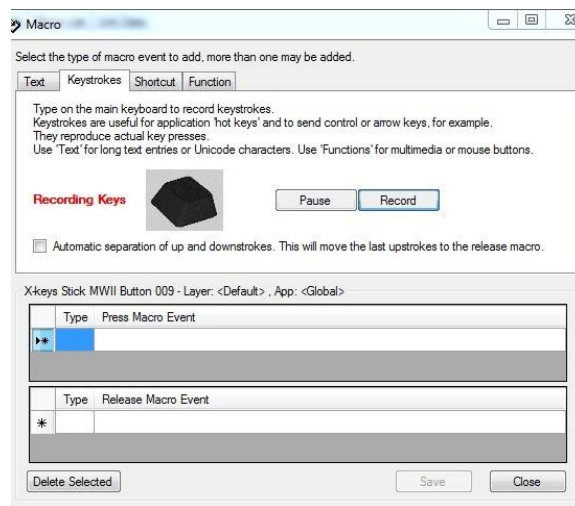 Macro
Select the type of macro event to add, more than one may be added.
Text Keystrokes Shortcut Function
Type on the main keyboard to record keystrokes.
Keystrokes are useful for application 'hot keys' and to send control or arrow keys, for example.
They reproduce actual key presses.
Use 'Text' for long text entries or Unicode characters. Use 'Functions' for multimedia or mouse buttons.
Recording Keys Pause Record
Automatic separation of up and downstrokes. This will move the last upstrokes to the release macro.
X-keys Stick MWII Button 009 - Layer: <Default> , App: <Global>
Type Press Macro Event
Type Release Macro Event
Delete Selected Save Close